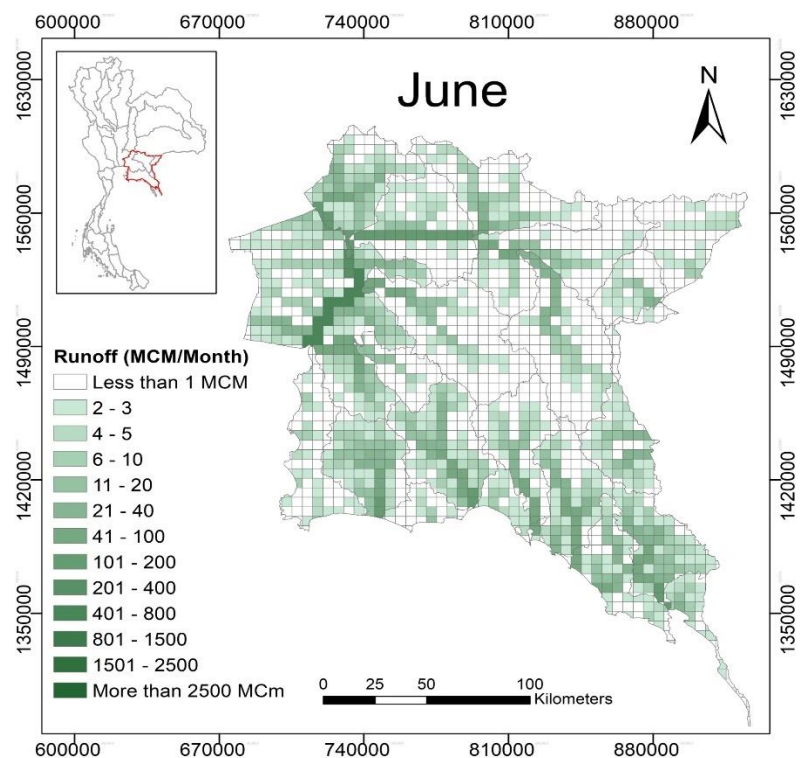 600000 670000 740000 810000 880000
June
N
1630000 1630000
1560000 1560000
1490000 1490000
1420000 1420000
1350000 1350000
Runoff (MCM/Month)
Less than 1 MCM
2 - 3
4 - 5
6 - 10
11 - 20
21 - 40
41 - 100
101 - 200
201 - 400
401 - 800
801 - 1500
1501 - 2500
More than 2500 MCm
0 25 50 100
Kilometers
600000 670000 740000 810000 880000